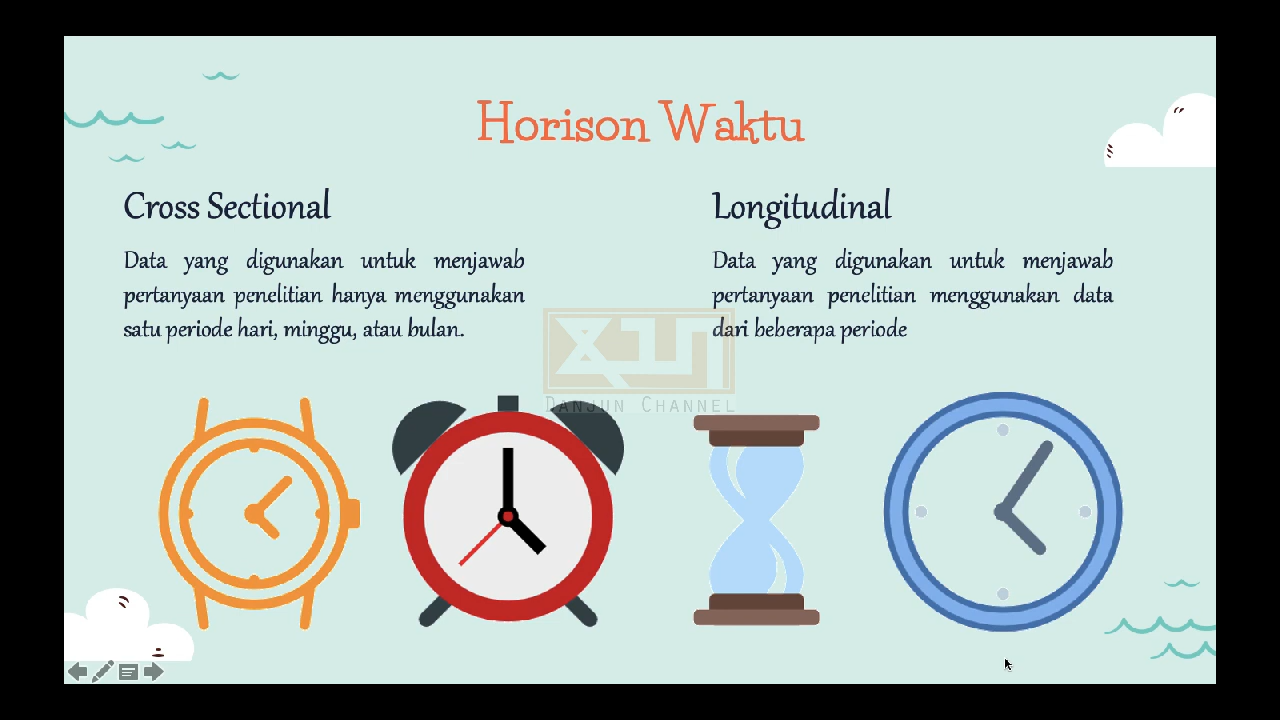 Horison Waktu
Cross Sectional
Data yang digunakan untuk menjawab
pertanyaan penelitian hanya menggunakan
satu periode hari, minggu, atau bulan.
Longitudinal
Data yang digunakan untuk menjawab
pertanyaan penelitian menggunakan data
dari beberapa periode
Danjun Channel